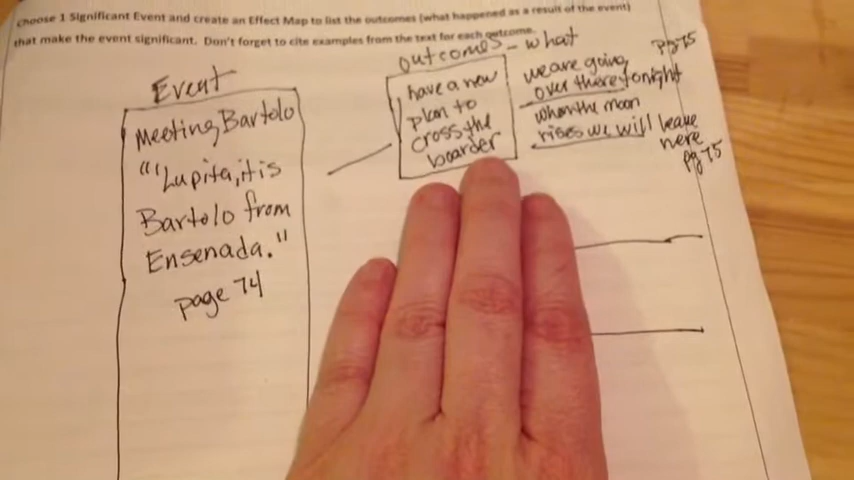 Choose 1 Significant Event and create an Effect Map to list the outcomes (what happened as a result of the event)
that make the event significant. Don't forget to cite examples from the text for each outcome.
Event
Meeting Bartolo
"Lupita, it is
Bartolo from
Ensenada."
page 74
outcomes - what
have a new
plan to
cross the
boarder
we are going
over there tonight
pg 75
when the moon
rises we will leave
here
pg 75